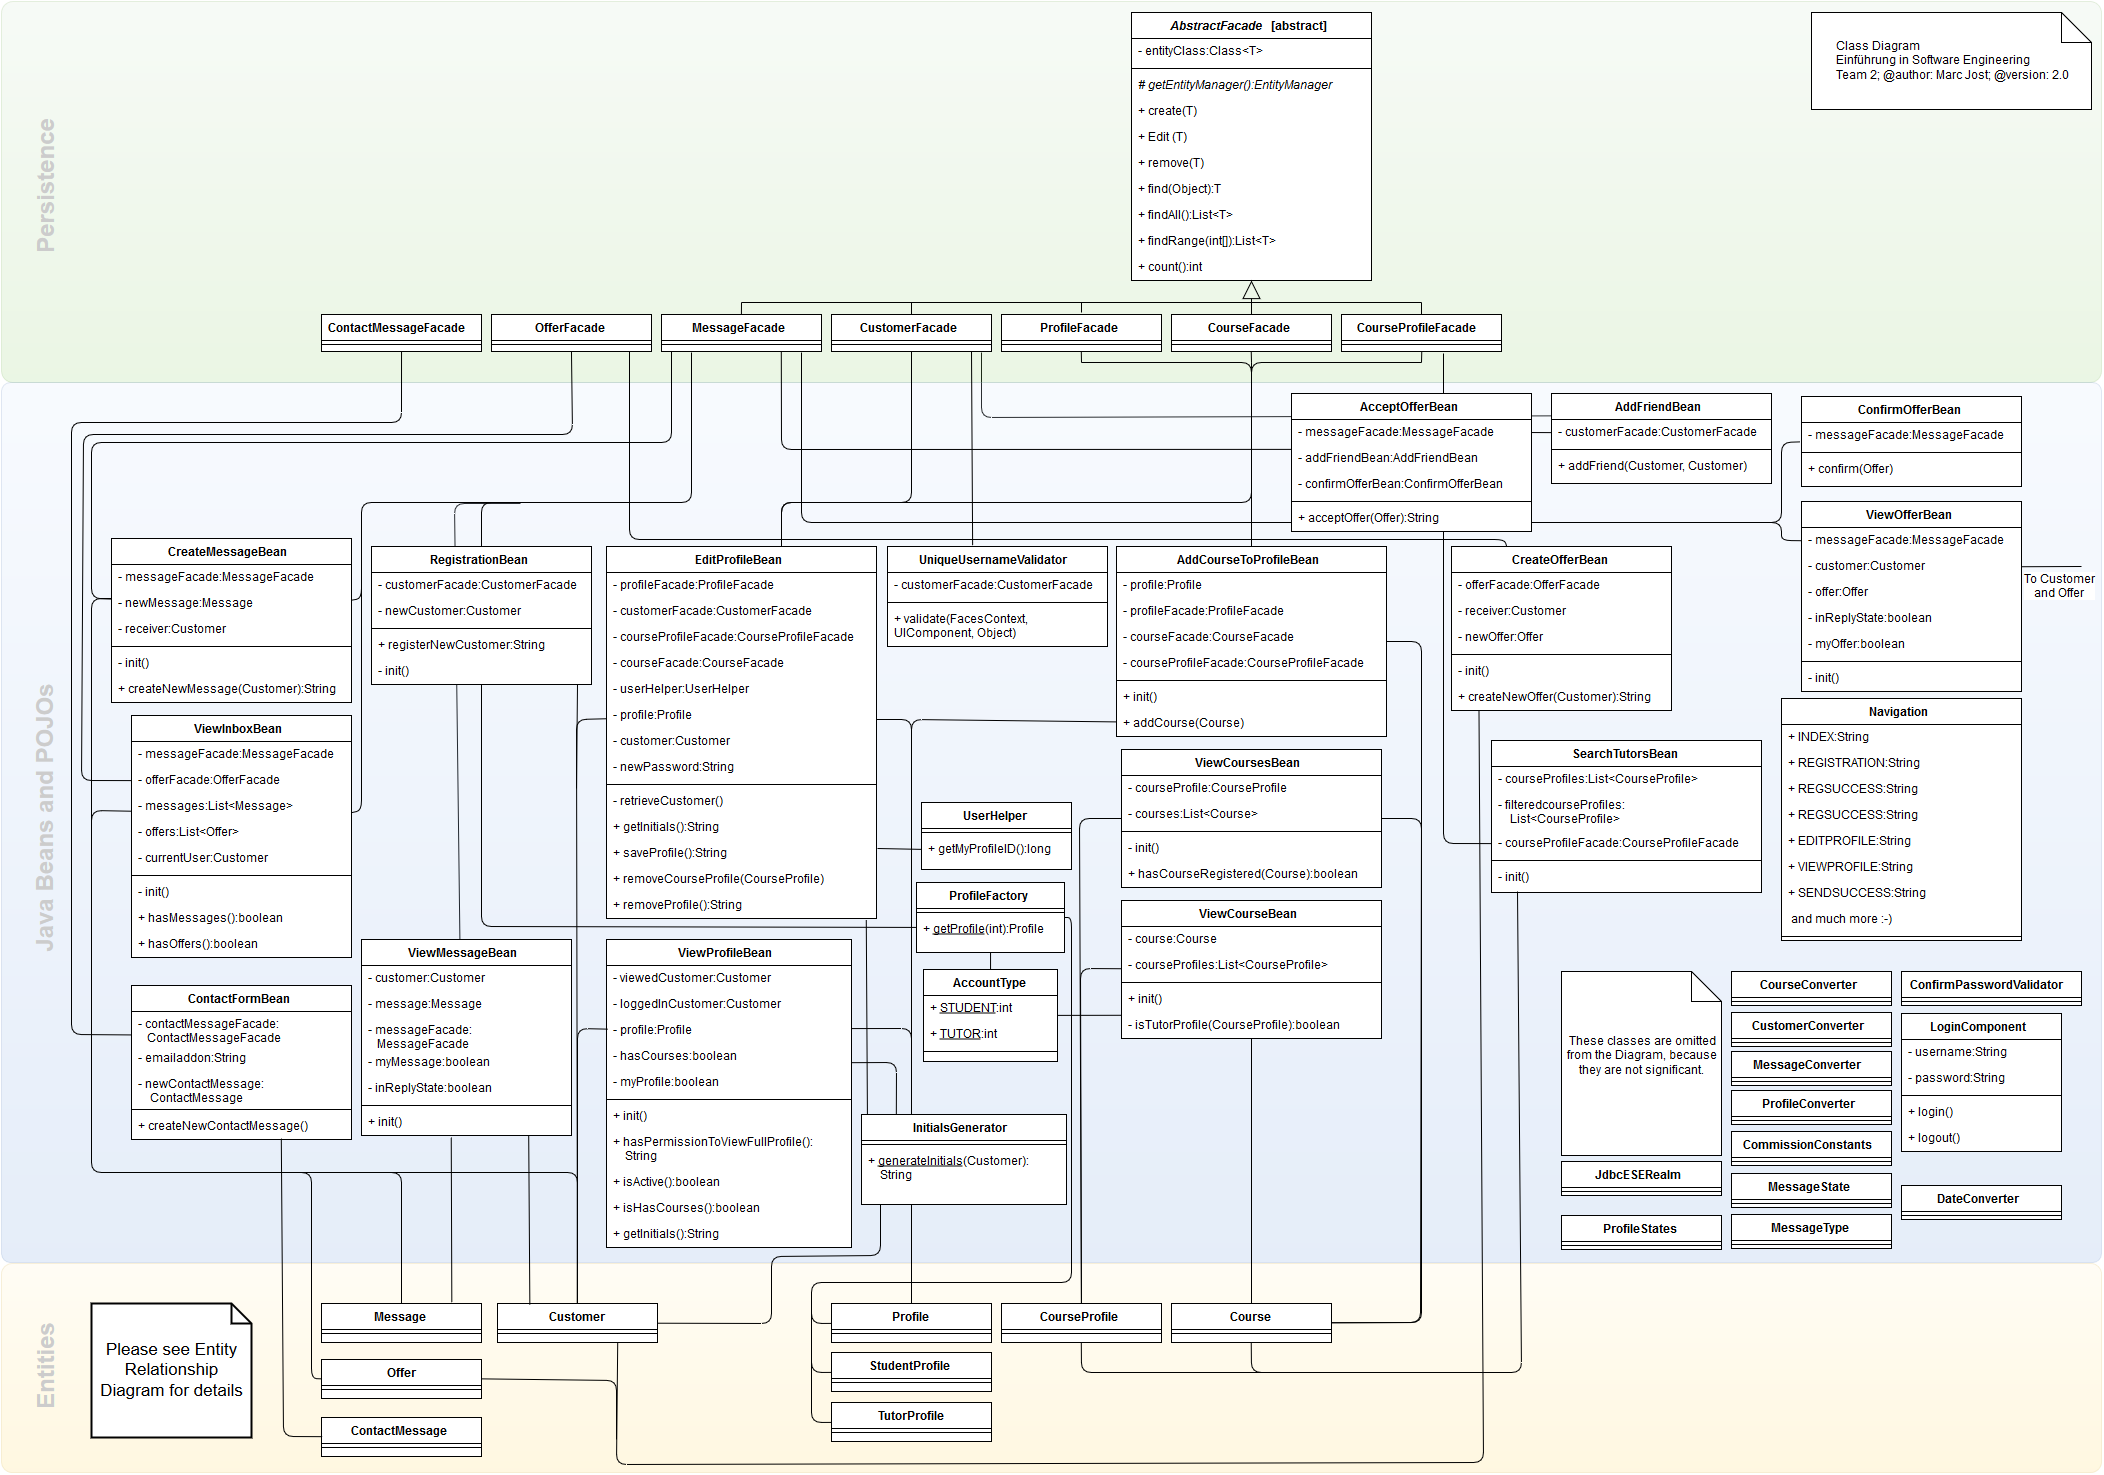 Persistence
AbstractFacade [abstract]
- entityClass:Class<T>
# getEntityManager():EntityManager
+ create(T)
+ Edit (T)
+ remove(T)
+ find(Object):T
+ findAll():List<T>
+ findRange(int[]):List<T>
+ count():int
Class Diagram
Einführung in Software Engineering
Team 2; @author: Marc Jost; @version: 2.0
ContactMessageFacade
OfferFacade
MessageFacade
CustomerFacade
ProfileFacade
CourseFacade
CourseProfileFacade
Java Beans and POJOs
AcceptOfferBean
- messageFacade:MessageFacade
- addFriendBean:AddFriendBean
- confirmOfferBean:ConfirmOfferBean
+ acceptOffer(Offer):String
AddFriendBean
- customerFacade:CustomerFacade
+ addFriend(Customer, Customer)
ConfirmOfferBean
- messageFacade:MessageFacade
+ confirm(Offer)
ViewOfferBean
- messageFacade:MessageFacade
- customer:Customer
- offer:Offer
- inReplyState:boolean
- myOffer:boolean
- init()
To Customer
and Offer
CreateMessageBean
- messageFacade:MessageFacade
- newMessage:Message
- receiver:Customer
- init()
+ createNewMessage(Customer):String
RegistrationBean
- customerFacade:CustomerFacade
- newCustomer:Customer
+ registerNewCustomer:String
- init()
EditProfileBean
- profileFacade:ProfileFacade
- customerFacade:CustomerFacade
- courseProfileFacade:CourseProfileFacade
- courseFacade:CourseFacade
- userHelper:UserHelper
- profile:Profile
- customer:Customer
- newPassword:String
- retrieveCustomer()
+ getInitials():String
+ saveProfile():String
+ removeCourseProfile(CourseProfile)
+ removeProfile():String
UniqueUsernameValidator
- customerFacade:CustomerFacade
+ validate(FacesContext,
UIComponent, Object)
AddCourseToProfileBean
- profile:Profile
- profileFacade:ProfileFacade
- courseFacade:CourseFacade
- courseProfileFacade:CourseProfileFacade
+ init()
+ addCourse(Course)
CreateOfferBean
- offerFacade:OfferFacade
- receiver:Customer
- newOffer:Offer
- init()
+ createNewOffer(Customer):String
Navigation
+ INDEX:String
+ REGISTRATION:String
+ REGSUCCESS:String
+ REGSUCCESS:String
+ EDITPROFILE:String
+ VIEWPROFILE:String
+ SENDSUCCESS:String
and much more :-)
ViewInboxBean
- messageFacade:MessageFacade
- offerFacade:OfferFacade
- messages:List<Message>
- offers:List<Offer>
- currentUser:Customer
- init()
+ hasMessages():boolean
+ hasOffers():boolean
SearchTutorsBean
- courseProfiles:List<CourseProfile>
- filteredcourseProfiles:
List<CourseProfile>
- courseProfileFacade:CourseProfileFacade
- init()
ViewCoursesBean
- courseProfile:CourseProfile
- courses:List<Course>
- init()
+ hasCourseRegistered(Course):boolean
UserHelper
+ getMyProfileID():long
ProfileFactory
+ getProfile(int):Profile
ViewCourseBean
- course:Course
- courseProfiles:List<CourseProfile>
+ init()
- isTutorProfile(CourseProfile):boolean
AccountType
+ STUDENT:int
+ TUTOR:int
ViewMessageBean
- customer:Customer
- message:Message
- messageFacade:
MessageFacade
- myMessage:boolean
- inReplyState:boolean
+ init()
ViewProfileBean
- viewedCustomer:Customer
- loggedInCustomer:Customer
- profile:Profile
- hasCourses:boolean
- myProfile:boolean
+ init()
+ hasPermissionToViewFullProfile():
String
+ isActive():boolean
+ isHasCourses():boolean
+ getInitials():String
ContactFormBean
- contactMessageFacade:
ContactMessageFacade
- emailaddon:String
- newContactMessage:
ContactMessage
+ createNewContactMessage()
InitialsGenerator
+ generateInitials(Customer):
String
These classes are omitted
from the Diagram, because
they are not significant.
JdbcESERealm
ProfileStates
CourseConverter
CustomerConverter
MessageConverter
ProfileConverter
CommissionConstants
MessageState
MessageType
ConfirmPasswordValidator
LoginComponent
- username:String
- password:String
+ login()
+ logout()
DateConverter
Entities
Please see Entity
Relationship
Diagram for details
Message
Customer
Profile
CourseProfile
Course
Offer
StudentProfile
TutorProfile
ContactMessage